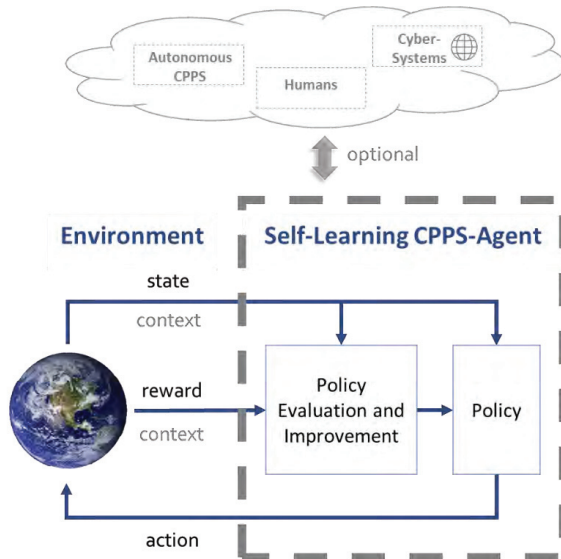 Autonomous
CPPS
Humans
Cyber-
Systems
optional
Environment
Self-Learning CPPS-Agent
state
context
reward
context
Policy
Evaluation and
Improvement
Policy
action